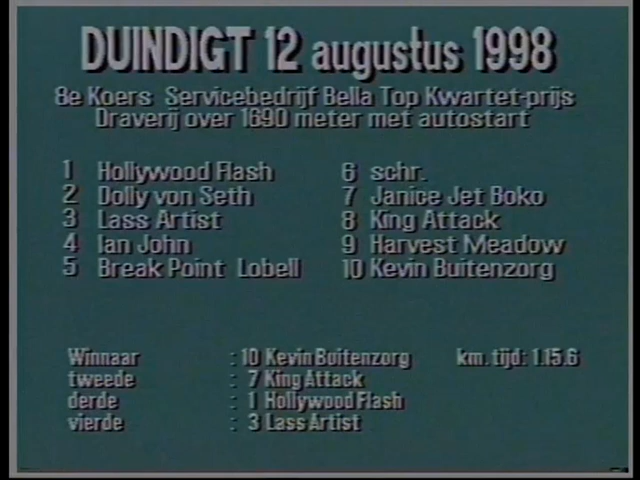 DUINDIGT 12 augustus 1998
8e Koers Servicebedrijf Bella Top Kwartet-prijs
Draverij over 1690 meter met autostart
1 Hollywood Flash
2 Dolly von Seth
3 Lass Artist
4 Ian John
5 Break Point Lobell
6 schr.
7 Janice Jet Boko
8 King Attack
9 Harvest Meadow
10 Kevin Buitenzorg
Winnaar : 10 Kevin Buitenzorg km. tijd: 1.15.6
tweede : 7 King Attack
derde : 1 Hollywood Flash
vierde : 3 Lass Artist